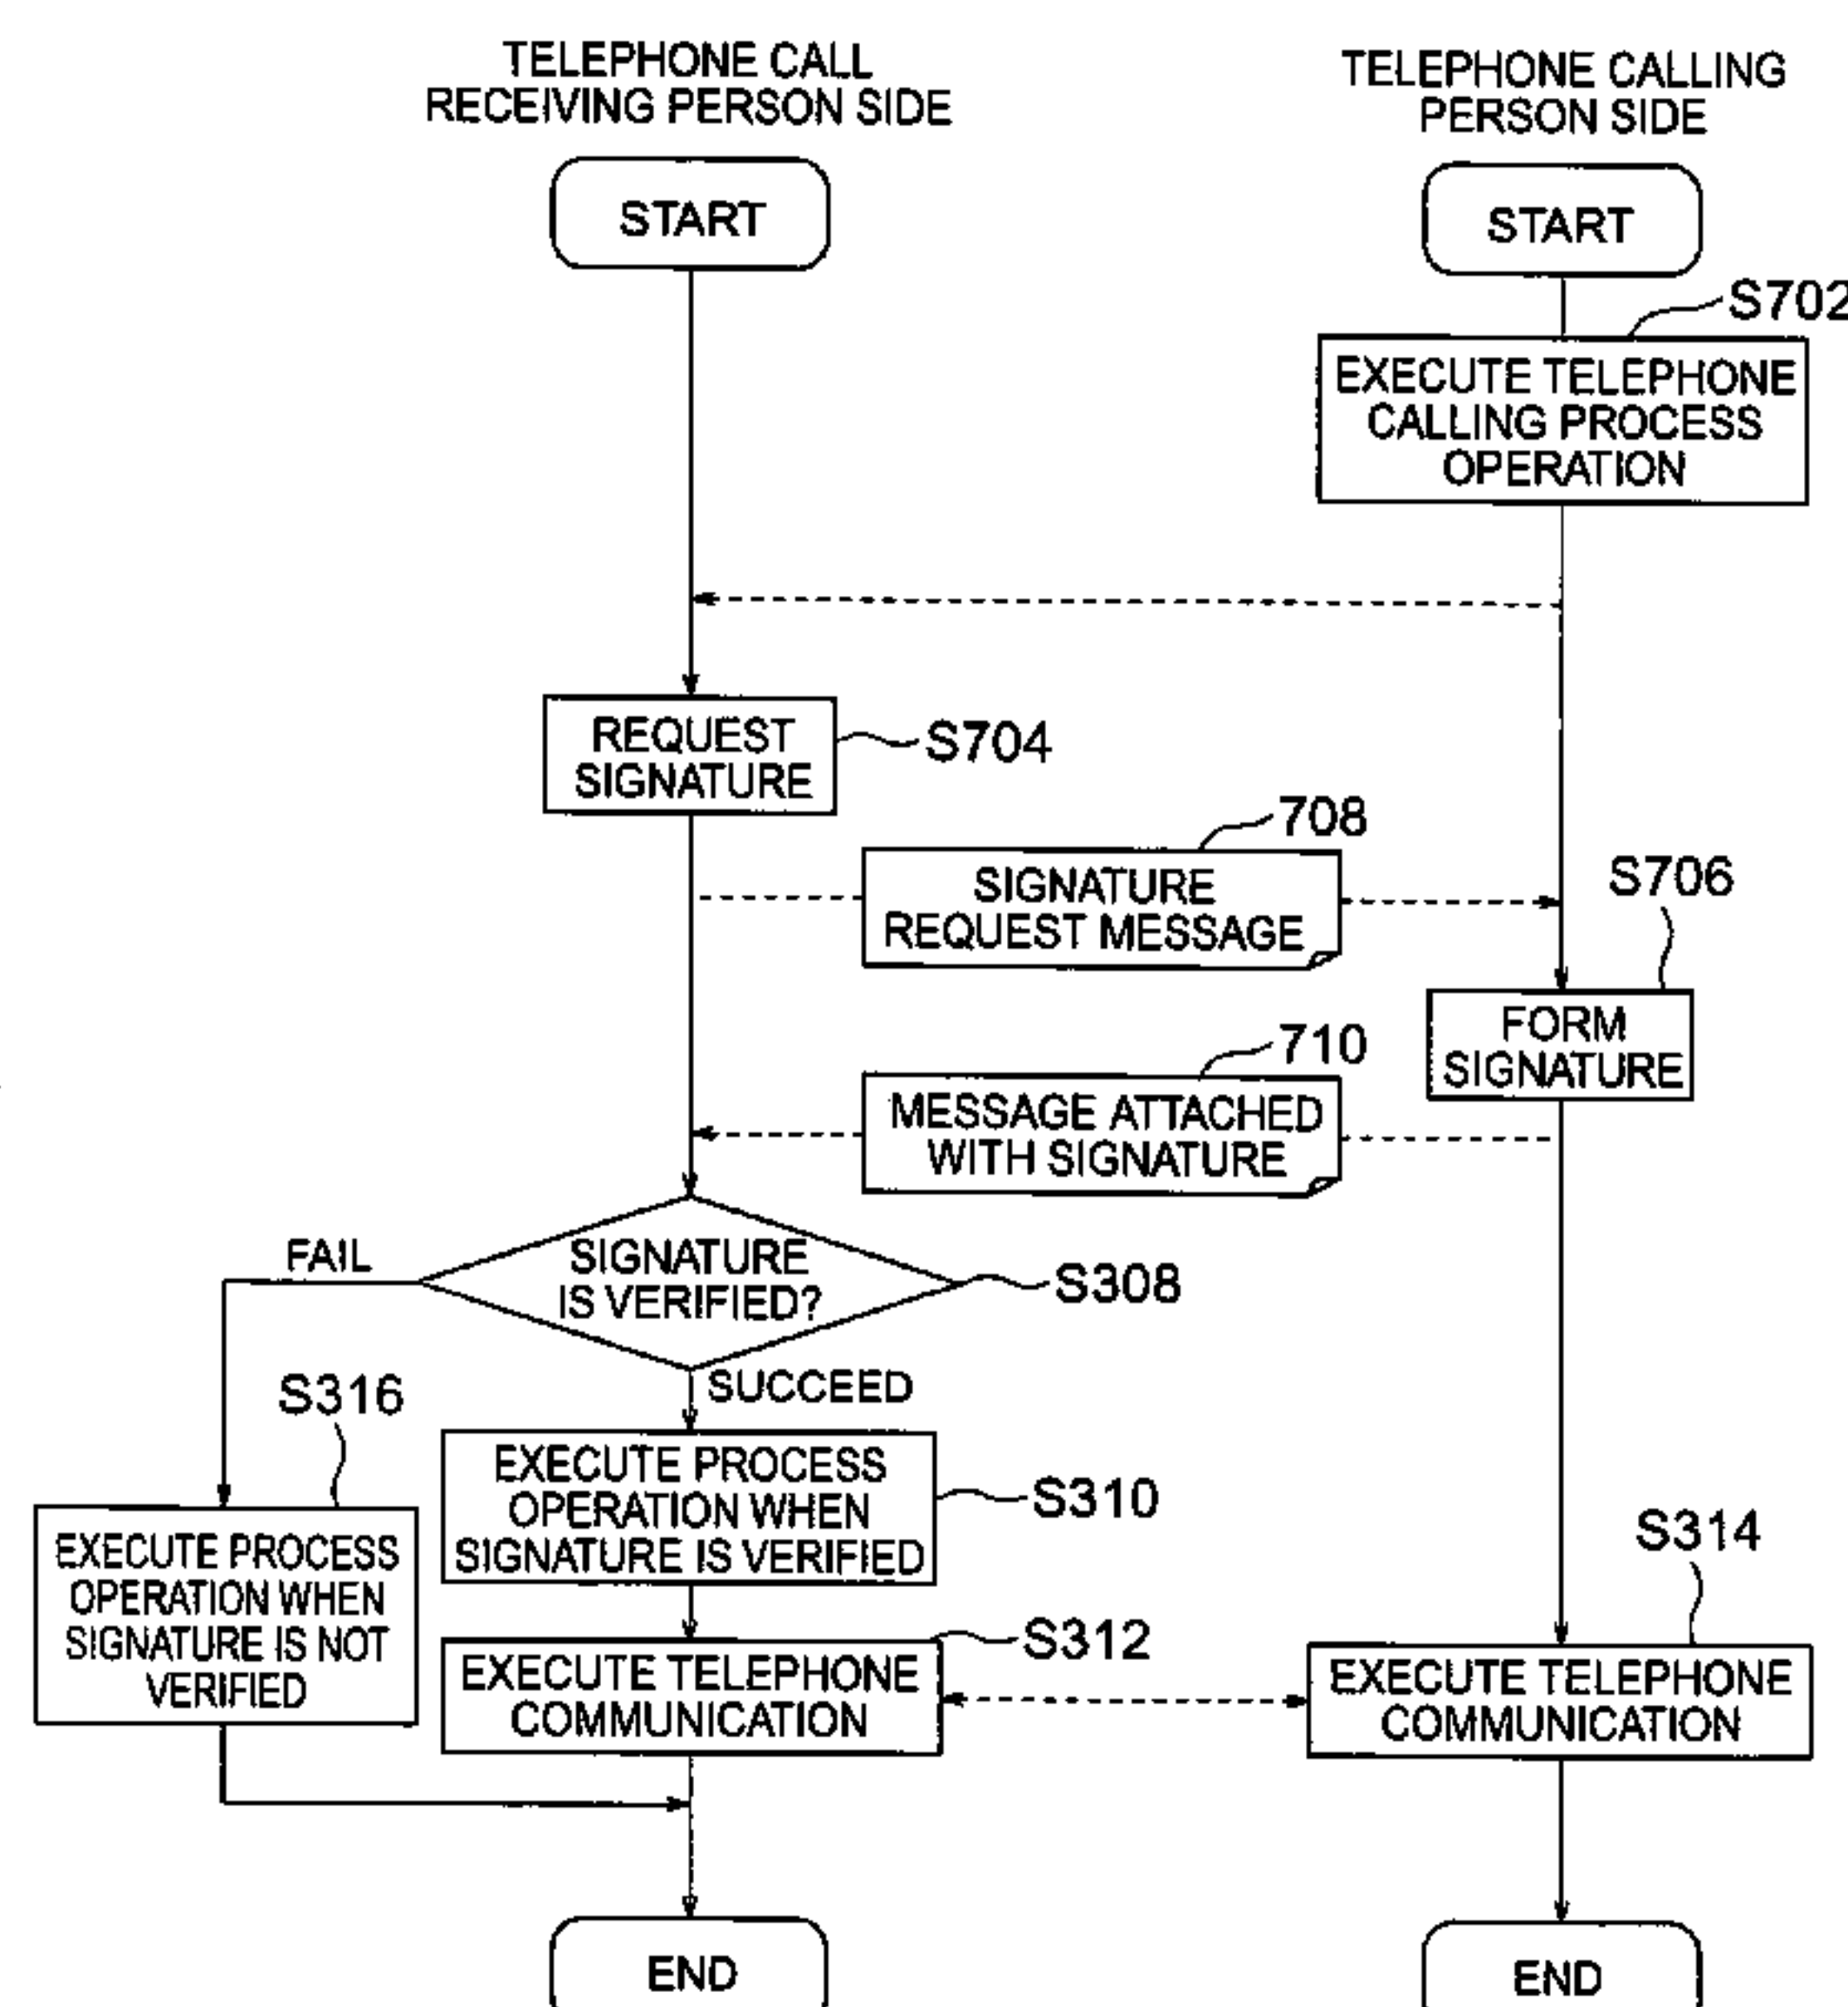 TELEPHONE CALL
RECEIVING PERSON SIDE
TELEPHONE CALLING
PERSON SIDE
START
START
S702
EXECUTE TELEPHONE
CALLING PROCESS
OPERATION
REQUEST
SIGNATURE
S704
708
SIGNATURE
REQUEST MESSAGE
S706
FORM
SIGNATURE
710
MESSAGE ATTACHED
WITH SIGNATURE
FAIL
SIGNATURE
IS VERIFIED?
S308
SUCCEED
S316
EXECUTE PROCESS
OPERATION WHEN
SIGNATURE IS NOT
VERIFIED
EXECUTE PROCESS
OPERATION WHEN
SIGNATURE IS VERIFIED
S310
S312
EXECUTE TELEPHONE
COMMUNICATION
S314
EXECUTE TELEPHONE
COMMUNICATION
END
END